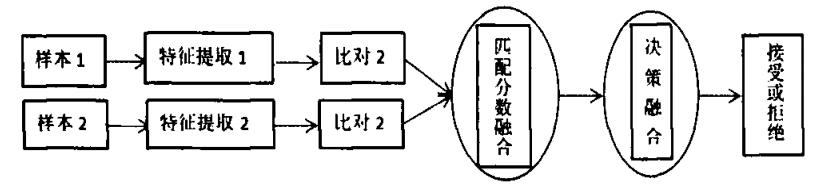 样本1
特征提取1
比对2
样本2
特征提取2
比对2
匹配分数融合
决策融合
接受或拒绝